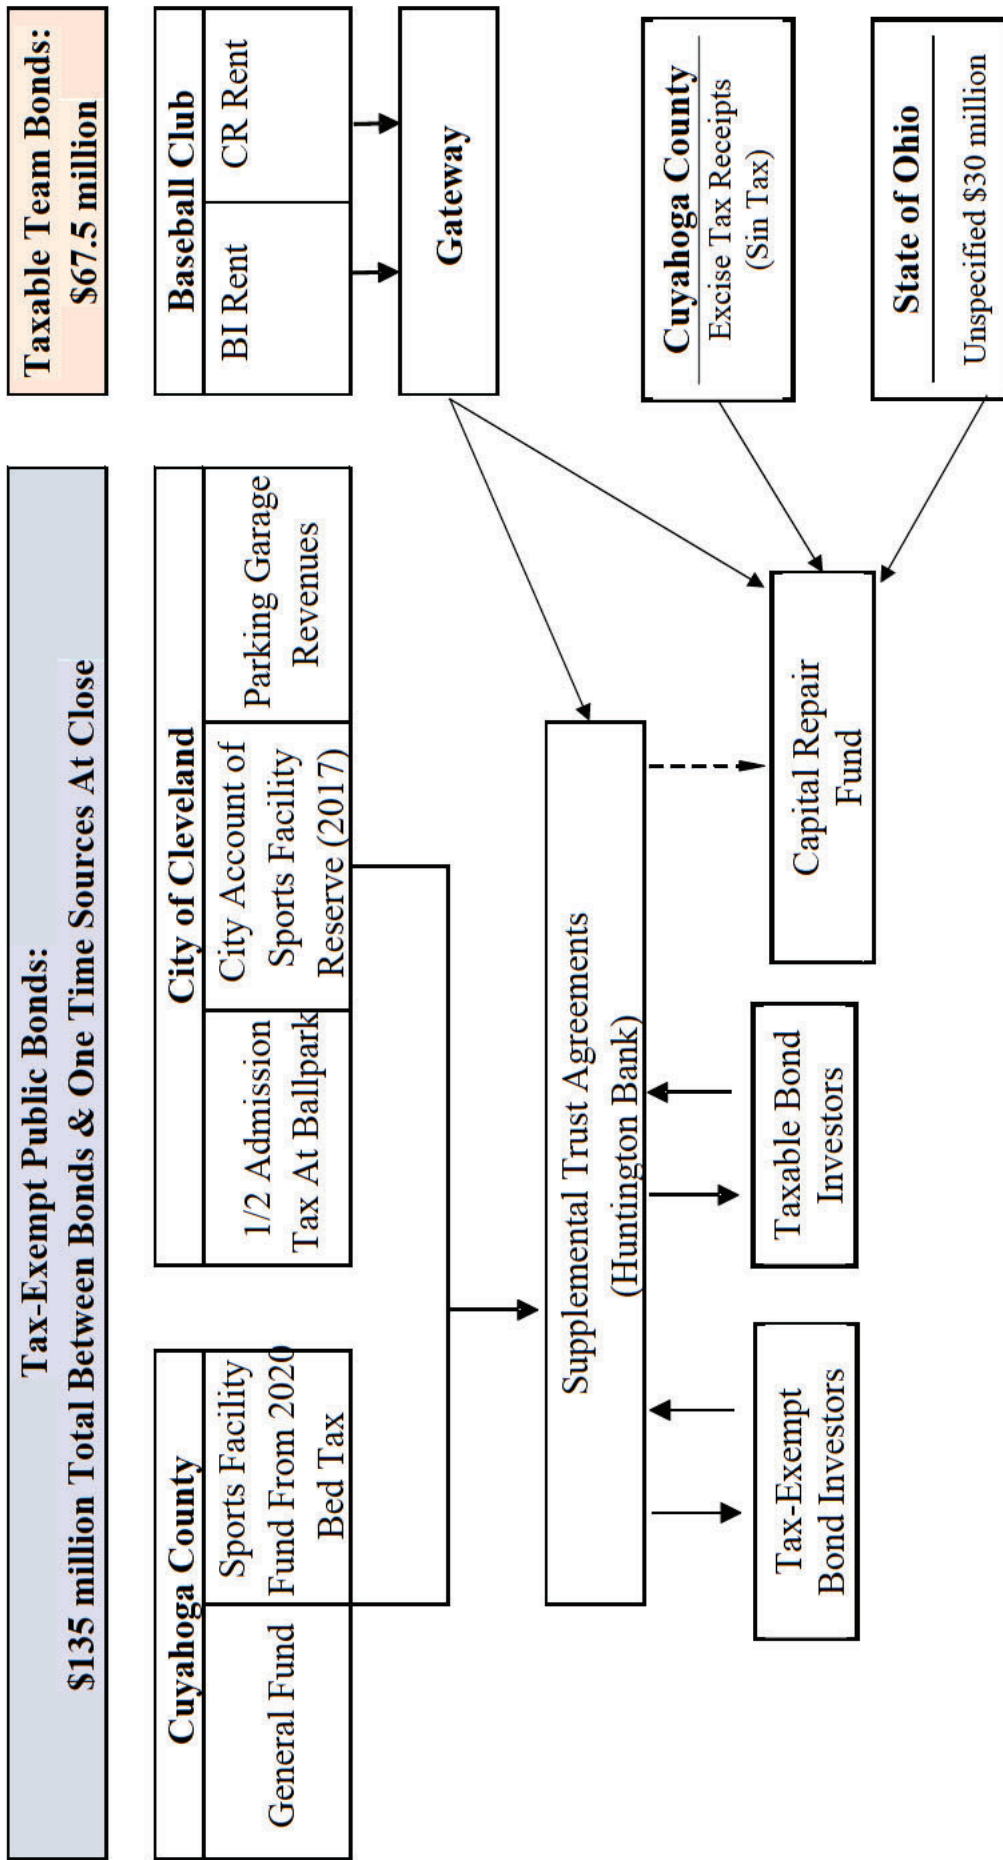 Tax-Exempt Public Bonds:
$135 million Total Between Bonds & One Time Sources At Close
Taxable Team Bonds:
$67.5 million
Cuyahoga County
General Fund
Sports Facility
Fund From 2020
Bed Tax
City of Cleveland
1/2 Admission
Tax At Ballpark
City Account of
Sports Facility
Reserve (2017)
Parking Garage
Revenues
Baseball Club
BI Rent
CR Rent
Gateway
Supplemental Trust Agreements
(Huntington Bank)
Cuyahoga County
Excise Tax Receipts
(Sin Tax)
Tax-Exempt
Bond Investors
Taxable Bond
Investors
Capital Repair
Fund
State of Ohio
Unspecified $30 million